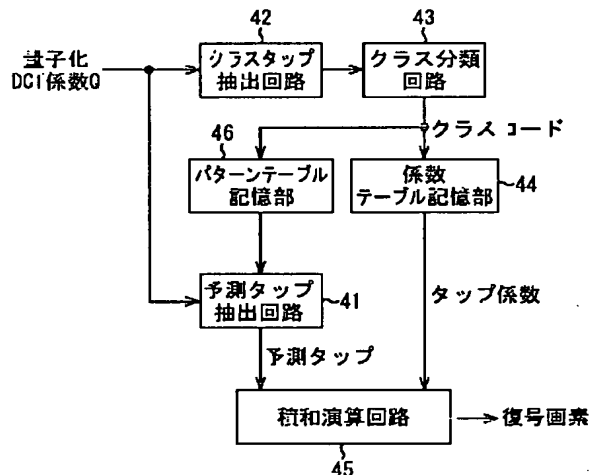 42
43
量子化
DCT係数Q
クラスタップ
抽出回路
クラス分類
回路
クラスコード
46
パターンテーブル
記憶部
係数
テーブル記憶部
44
予測タップ
抽出回路
41
タップ係数
予測タップ
積和演算回路
復号画素
45